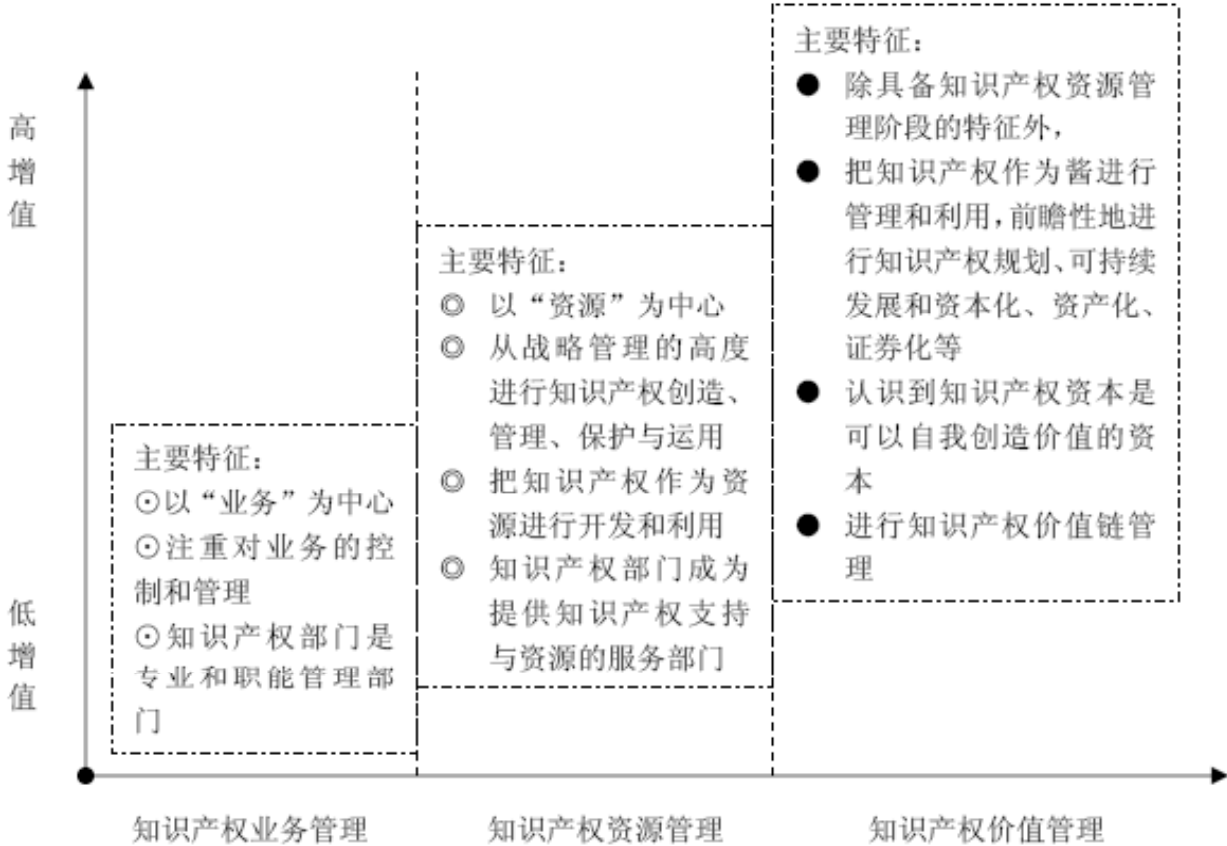 高
增
值
低
增
值
主要特征：
⊙以“业务”为中心
⊙注重对业务的控
制和管理
⊙知识产权部门是
专业和职能管理部
门
主要特征：
◎ 以“资源”为中心
◎ 从战略管理的高度
进行知识产权创造、
管理、保护与运用
◎ 把知识产权作为资
源进行开发和利用
◎ 知识产权部门成为
提供知识产权支持
与资源的服务部门
主要特征：
● 除具备知识产权资源管
理阶段的特征外，
● 把知识产权作为酱进行
管理和利用，前瞻性地进
行知识产权规划、可持续
发展和资本化、资产化、
证券化等
● 认识到知识产权资本是
可以自我创造价值的资
本
● 进行知识产权价值链管
理
知识产权业务管理
知识产权资源管理
知识产权价值管理